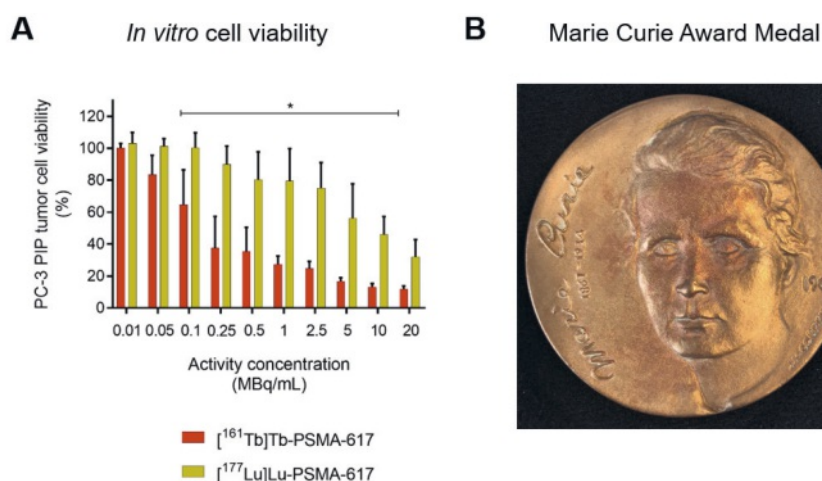 A
In vitro cell viability
B
Marie Curie Award Medal
*
PC-3 PIP tumor cell viability
(%)
120
100
80
60
40
20
0
0.01 0.05 0.1 0.25 0.5 1 2.5 5 10 20
Activity concentration
(MBq/mL)
[¹⁶¹Tb]Tb-PSMA-617
[¹⁷⁷Lu]Lu-PSMA-617
Marie Curie